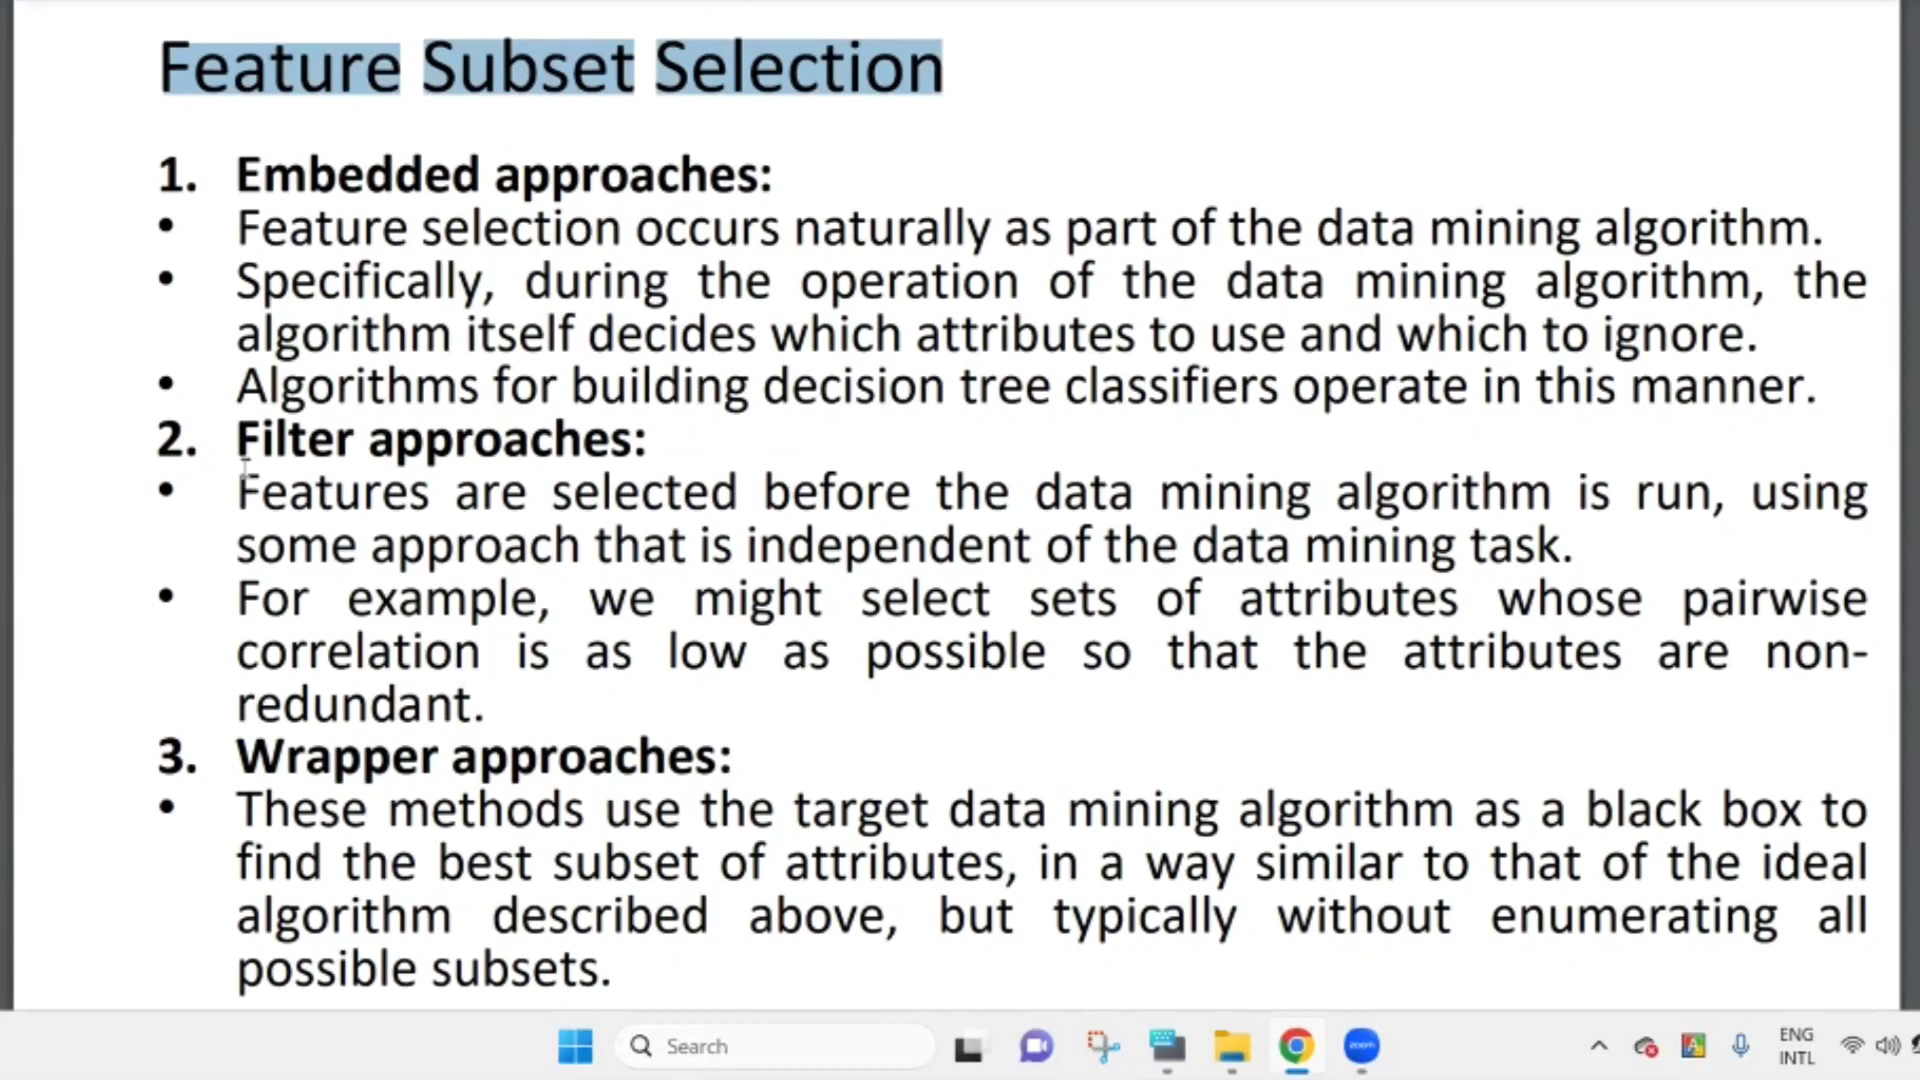 Feature Subset Selection
1. Embedded approaches:
• Feature selection occurs naturally as part of the data mining algorithm.
• Specifically, during the operation of the data mining algorithm, the
algorithm itself decides which attributes to use and which to ignore.
• Algorithms for building decision tree classifiers operate in this manner.
2. Filter approaches:
• Features are selected before the data mining algorithm is run, using
some approach that is independent of the data mining task.
• For example, we might select sets of attributes whose pairwise
correlation is as low as possible so that the attributes are non-
redundant.
3. Wrapper approaches:
• These methods use the target data mining algorithm as a black box to
find the best subset of attributes, in a way similar to that of the ideal
algorithm described above, but typically without enumerating all
possible subsets.
Search
zoom
ENG
INTL